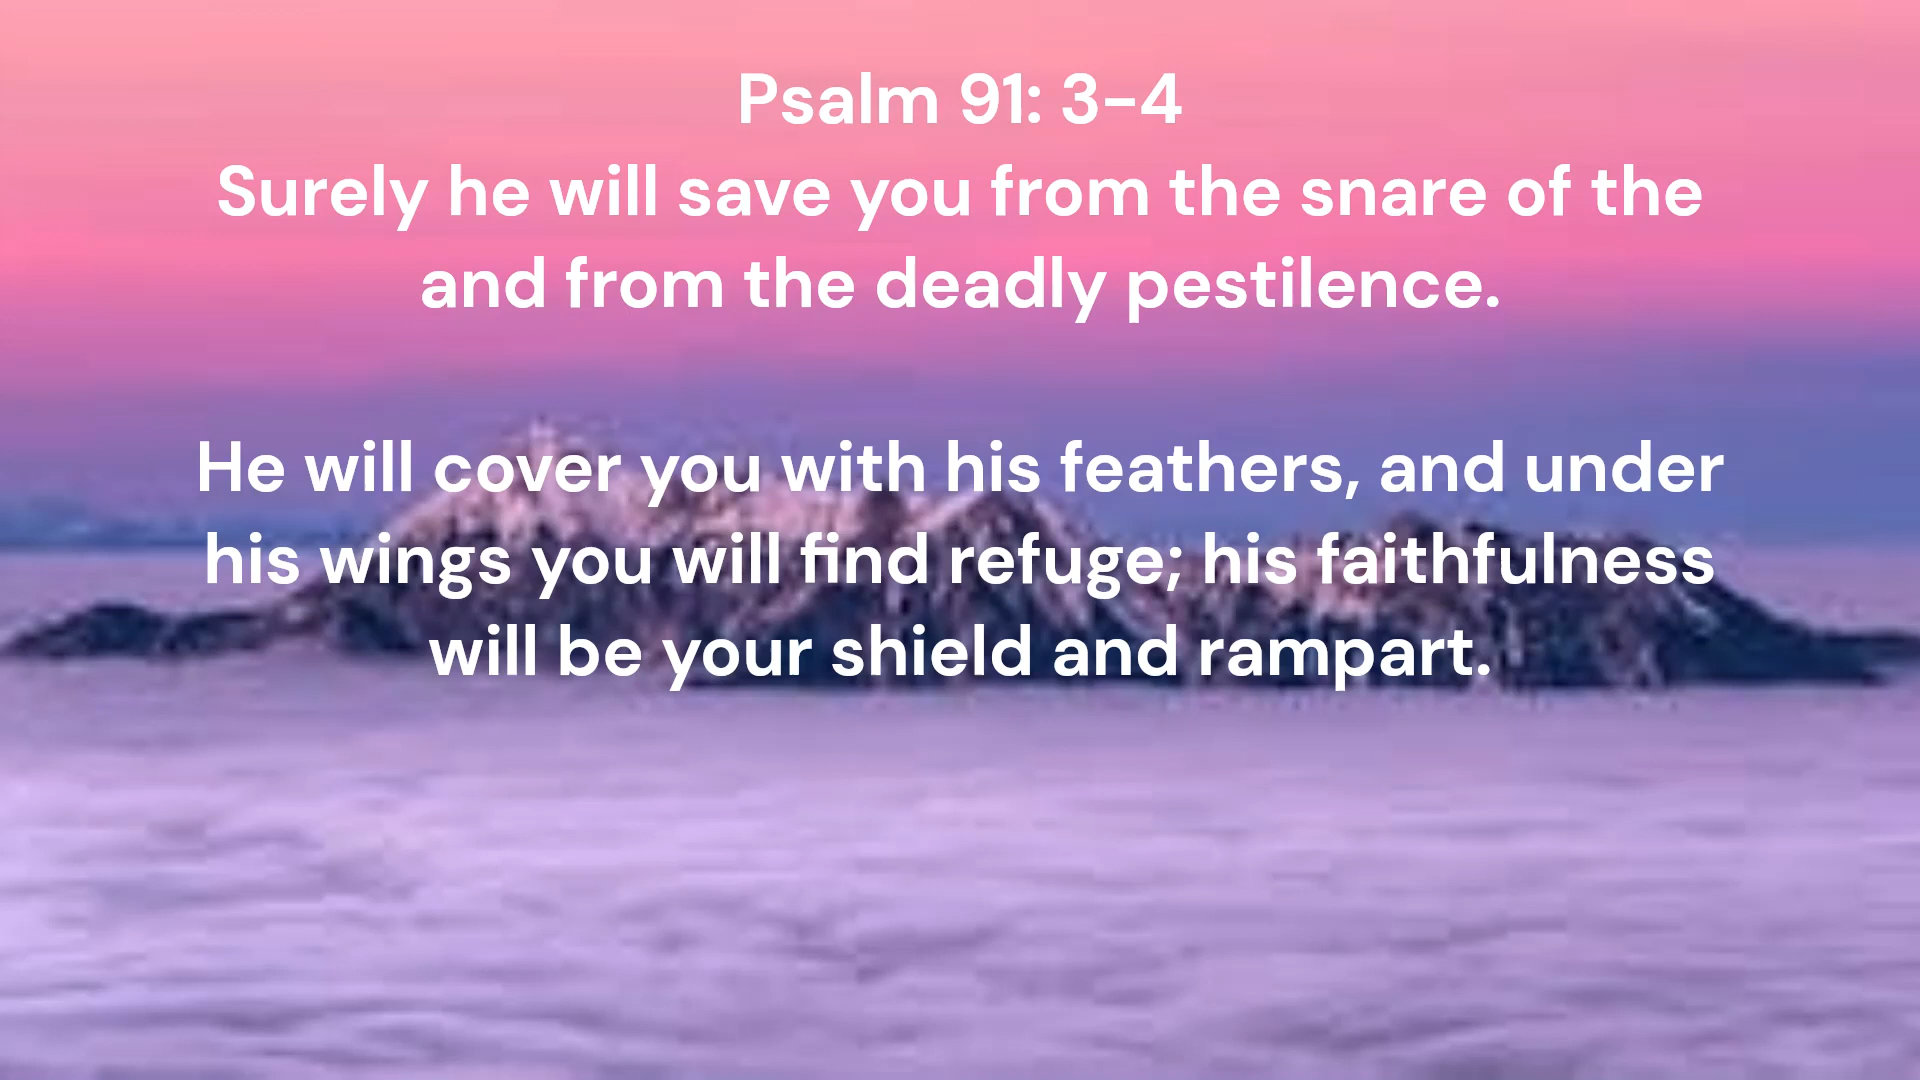 Psalm 91: 3-4
Surely he will save you from the snare of the
and from the deadly pestilence.
He will cover you with his feathers, and under
his wings you will find refuge; his faithfulness
will be your shield and rampart.